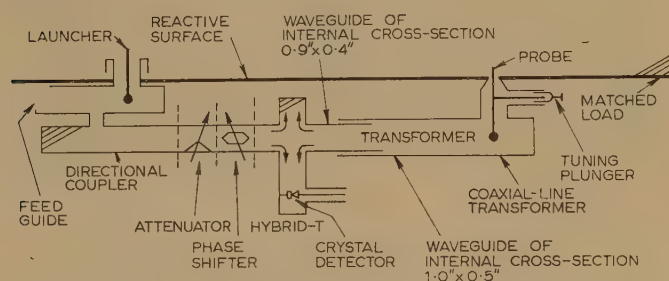 LAUNCHER
REACTIVE
SURFACE
WAVEGUIDE OF
INTERNAL CROSS-SECTION
0·9"x0·4"
PROBE
MATCHED
LOAD
TRANSFORMER
TUNING
PLUNGER
DIRECTIONAL
COUPLER
FEED
GUIDE
ATTENUATOR
PHASE
SHIFTER
HYBRID-T
CRYSTAL
DETECTOR
COAXIAL-LINE
TRANSFORMER
WAVEGUIDE OF
INTERNAL CROSS-SECTION
1·0"x0·5"